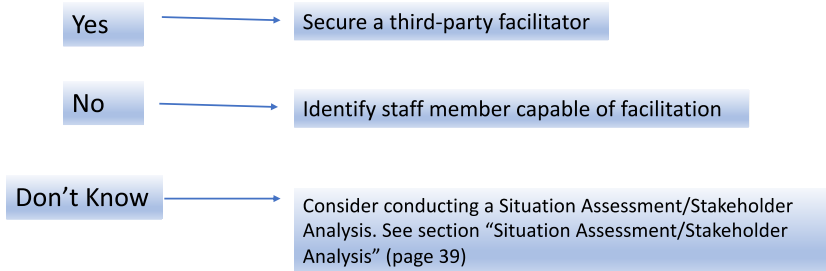 Yes
Secure a third-party facilitator
No
Identify staff member capable of facilitation
Don’t Know
Consider conducting a Situation Assessment/Stakeholder
Analysis. See section “Situation Assessment/Stakeholder
Analysis” (page 39)